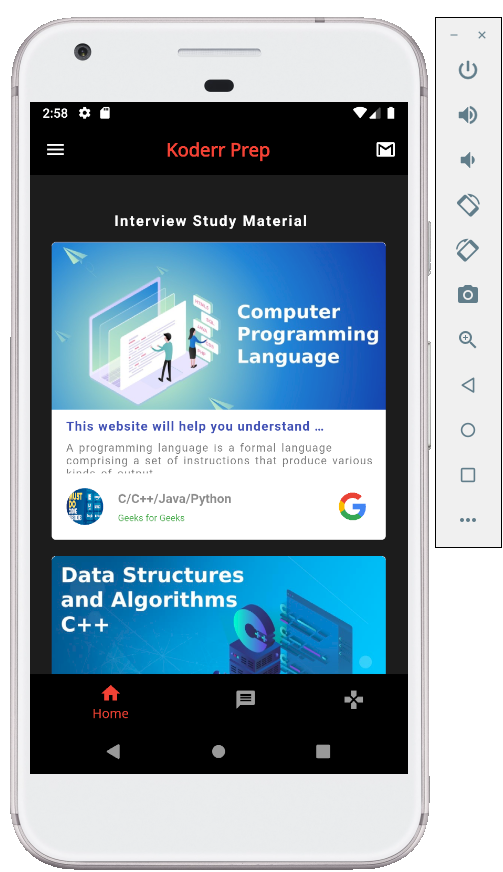 2:58
Koderr Prep
Interview Study Material
Computer
Programming
Language
This website will help you understand …
A programming language is a formal language
comprising a set of instructions that produce various
kinds of output.
C/C++/Java/Python
Geeks for Geeks
Data Structures
and Algorithms
C++
Home